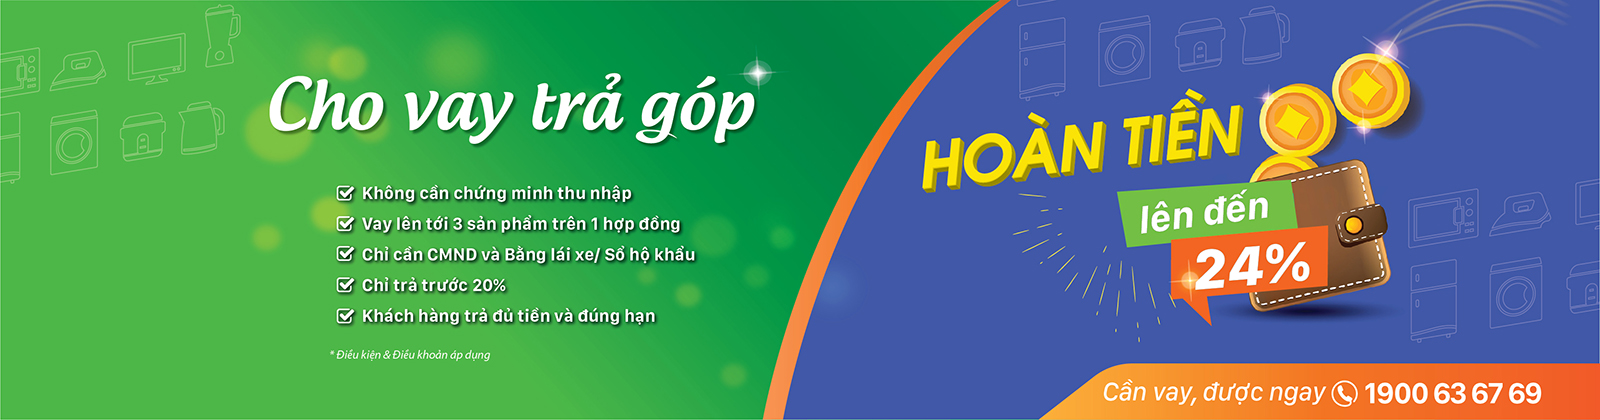 Cho vay trả góp
Không cần chứng minh thu nhập
Vay lên tới 3 sản phẩm trên 1 hợp đồng
Chỉ cần CMND và Bằng lái xe/ Sổ hộ khẩu
Chỉ trả trước 20%
Khách hàng trả đủ tiền và đúng hạn
* Điều kiện & Điều khoản áp dụng
HOÀN TIỀN
lên đến
24%
Cần vay, được ngay 1900 63 67 69